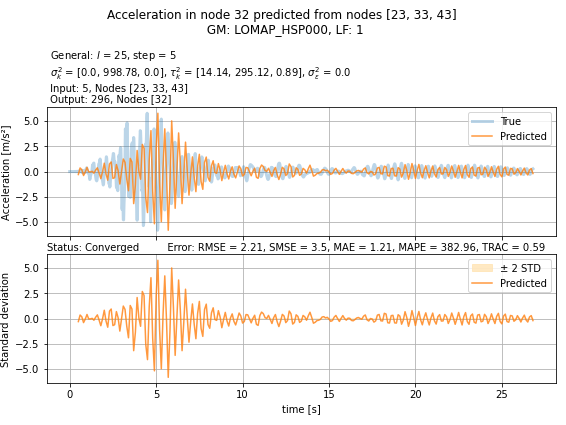 Acceleration in node 32 predicted from nodes [23, 33, 43]
GM: LOMAP_HSP000, LF: 1
General: l = 25, step = 5
σ²ₖ = [0.0, 998.78, 0.0], τ²ₖ = [14.14, 295.12, 0.89], σ²ε = 0.0
Input: 5, Nodes [23, 33, 43]
Output: 296, Nodes [32]
Acceleration [m/s²]
5.0
2.5
0.0
−2.5
−5.0
True
Predicted
Status: Converged Error: RMSE = 2.21, SMSE = 3.5, MAE = 1.21, MAPE = 382.96, TRAC = 0.59
Standard deviation
5.0
2.5
0.0
−2.5
−5.0
± 2 STD
Predicted
0 5 10 15 20 25
time [s]